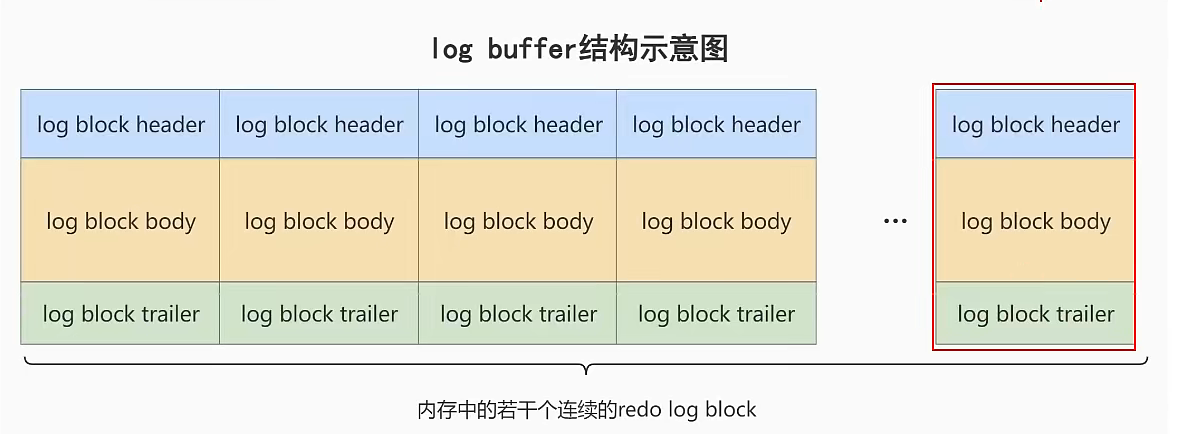 log buffer结构示意图
log block header log block header log block header log block header log block header
log block body log block body log block body log block body ... log block body
log block trailer log block trailer log block trailer log block trailer log block trailer
内存中的若干个连续的redo log block